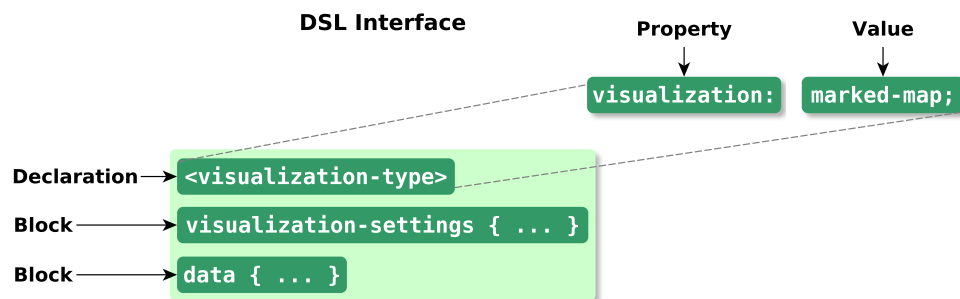 DSL Interface
Property Value
visualization: marked-map;
Declaration <visualization-type>
Block visualization-settings { ... }
Block data { ... }